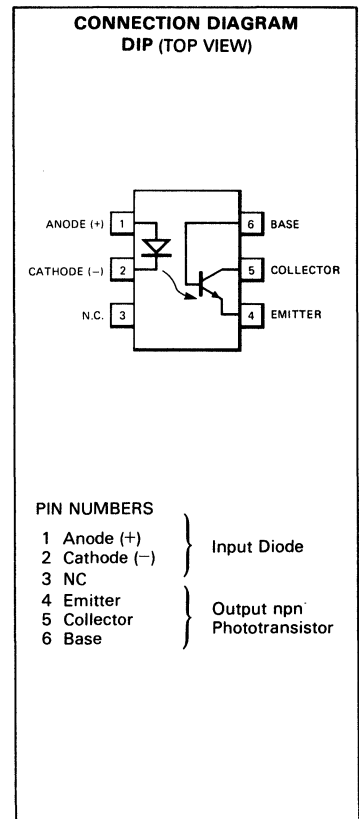 CONNECTION DIAGRAM
DIP (TOP VIEW)
ANODE (+) 1
6 BASE
CATHODE (−) 2
5 COLLECTOR
N.C. 3
4 EMITTER
PIN NUMBERS
1 Anode (+)
2 Cathode (−)
3 NC
Input Diode
4 Emitter
5 Collector
6 Base
Output npn
Phototransistor